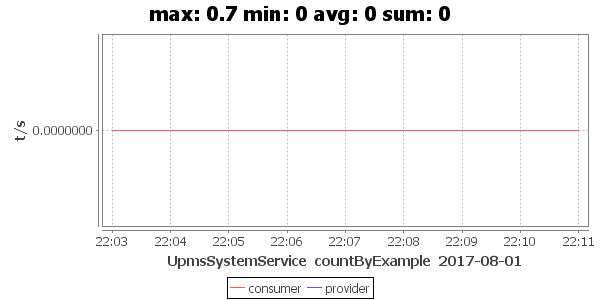 max: 0.7 min: 0 avg: 0 sum: 0
t/s
0.0000000
22:03 22:04 22:05 22:06 22:07 22:08 22:09 22:10 22:11
UpmsSystemService countByExample 2017-08-01
consumer provider